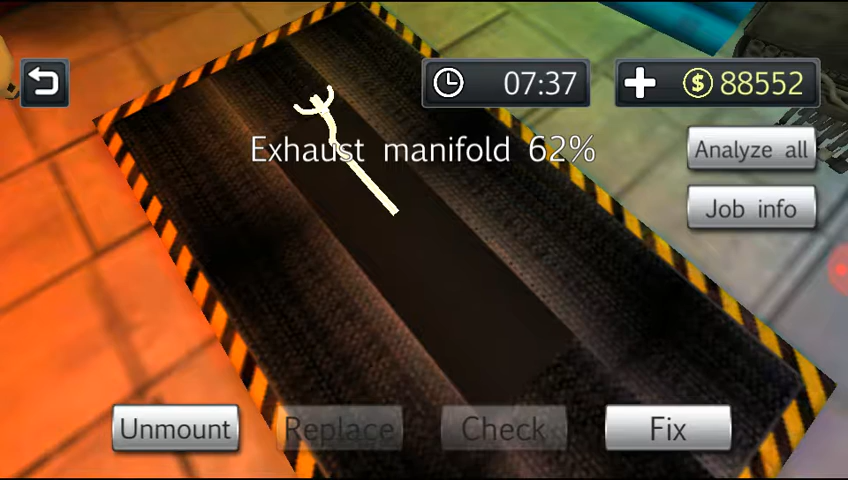 07:37
$ 88552
Exhaust manifold 62%
Analyze all
Job info
Unmount
Replace
Check
Fix